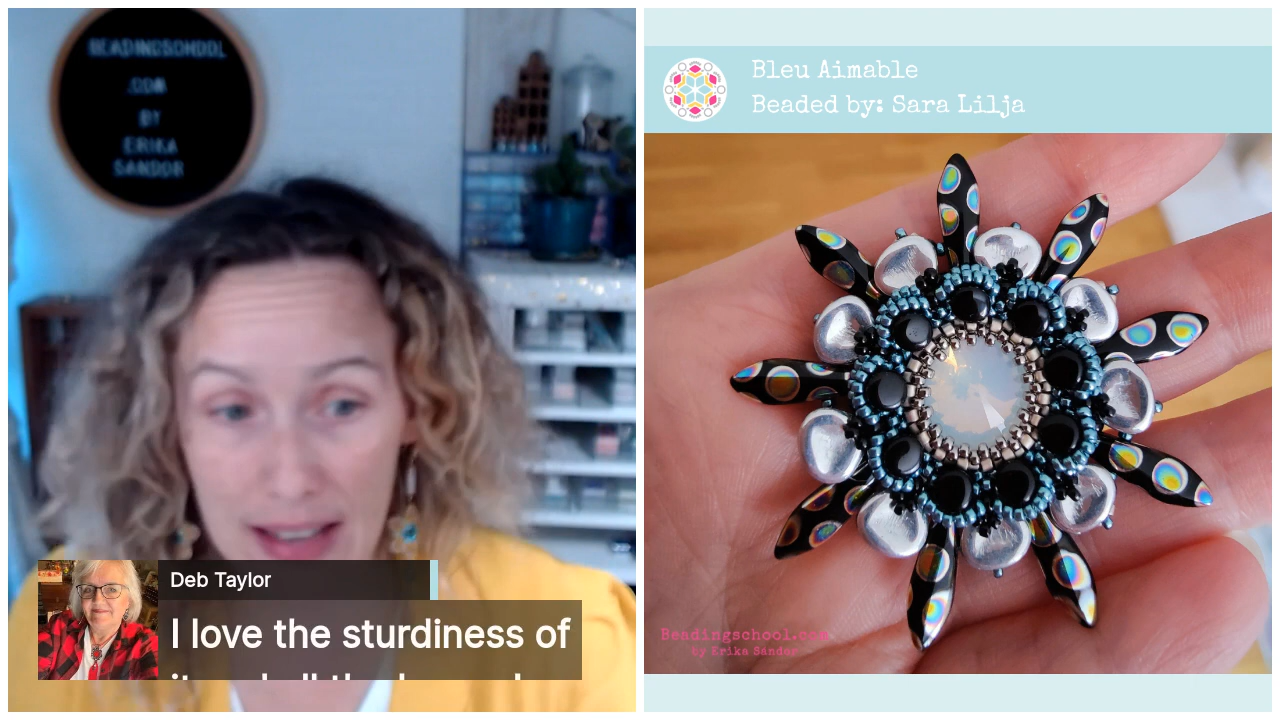 BEADINGSCHOOL
.COM
BY
ERIKA
SANDOR
Deb Taylor
I love the sturdiness of
Bleu Aimable
Beaded by: Sara Lilja
Beadingschool.com
by Erika Sandor